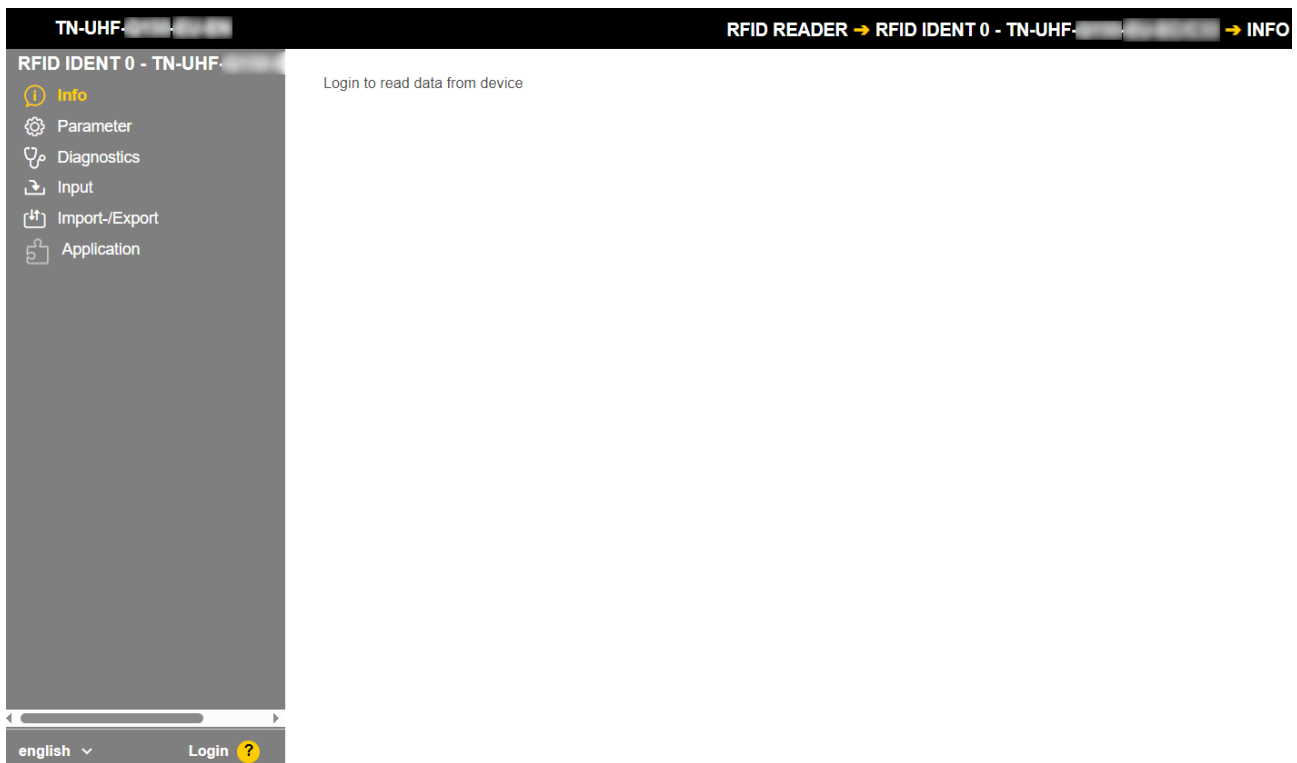 TN-UHF-
RFID READER ➔ RFID IDENT 0 - TN-UHF- ➔ INFO
RFID IDENT 0 - TN-UHF-
Login to read data from device
Info
Parameter
Diagnostics
Input
Import-/Export
Application
english
Login ?